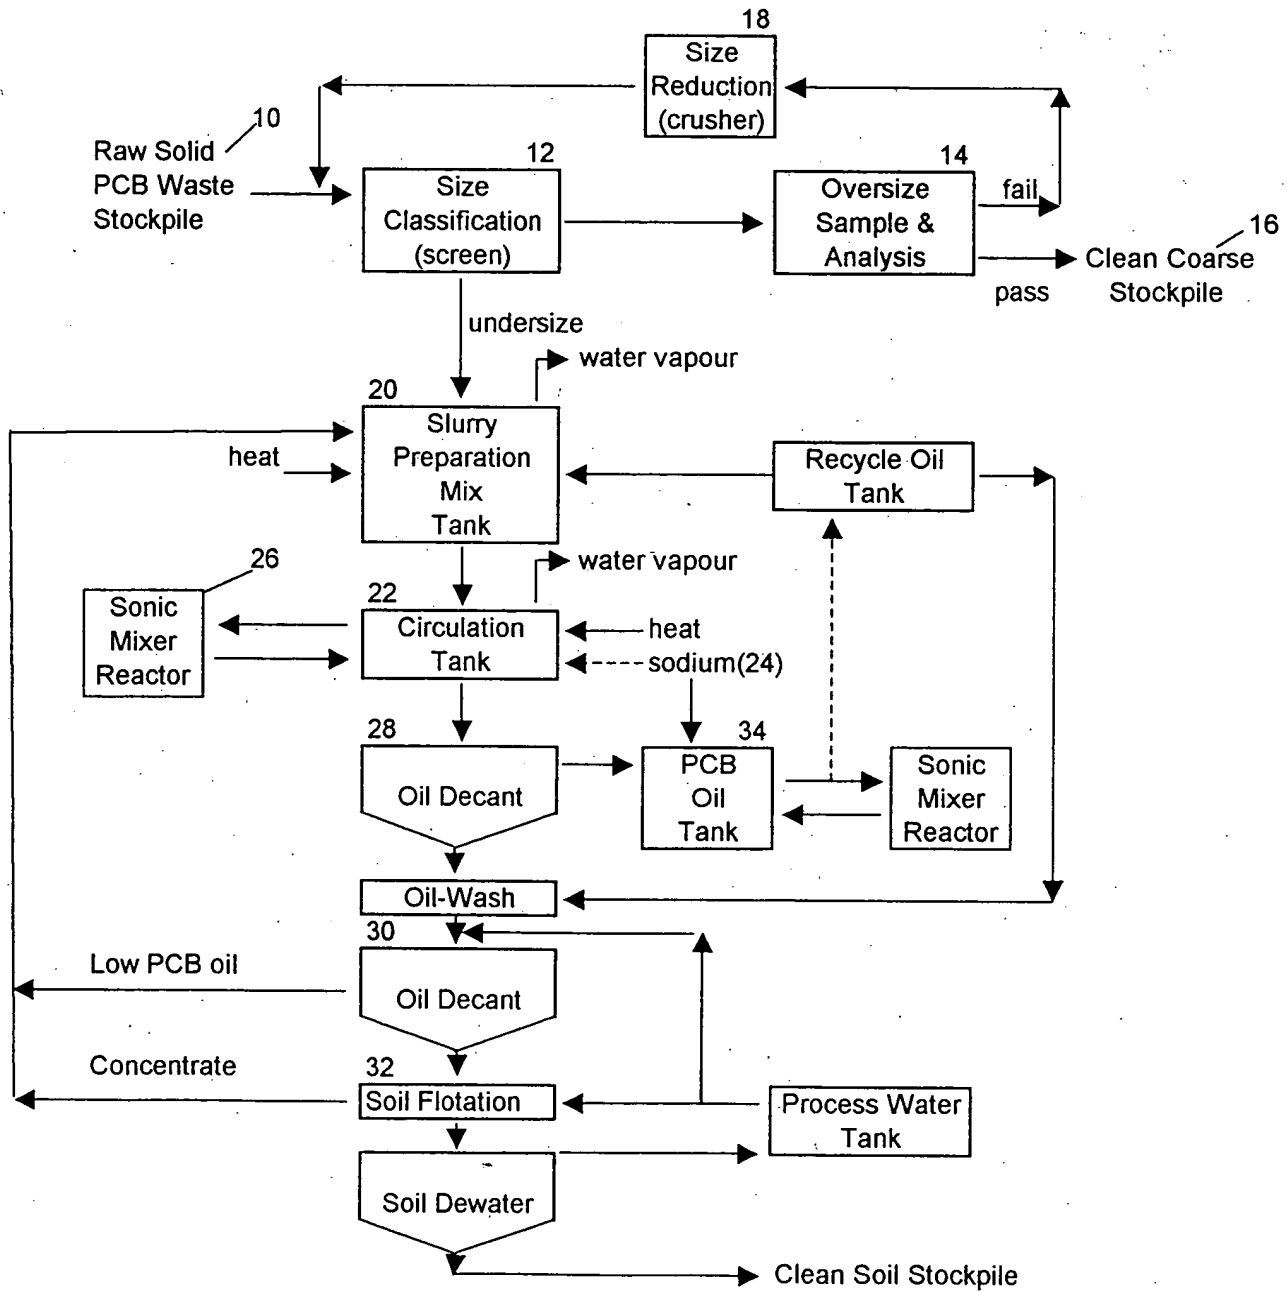 18
Size
Reduction
(crusher)
10
Raw Solid
PCB Waste
Stockpile
12
Size
Classification
(screen)
14
Oversize
Sample &
Analysis
fail
pass
16
Clean Coarse
Stockpile
undersize
water vapour
20
Slurry
Preparation
Mix
Tank
heat
Recycle Oil
Tank
water vapour
26
Sonic
Mixer
Reactor
22
Circulation
Tank
heat
sodium(24)
28
Oil Decant
34
PCB
Oil
Tank
Sonic
Mixer
Reactor
Oil-Wash
30
Oil Decant
Low PCB oil
Concentrate
32
Soil Flotation
Process Water
Tank
Soil Dewater
Clean Soil Stockpile